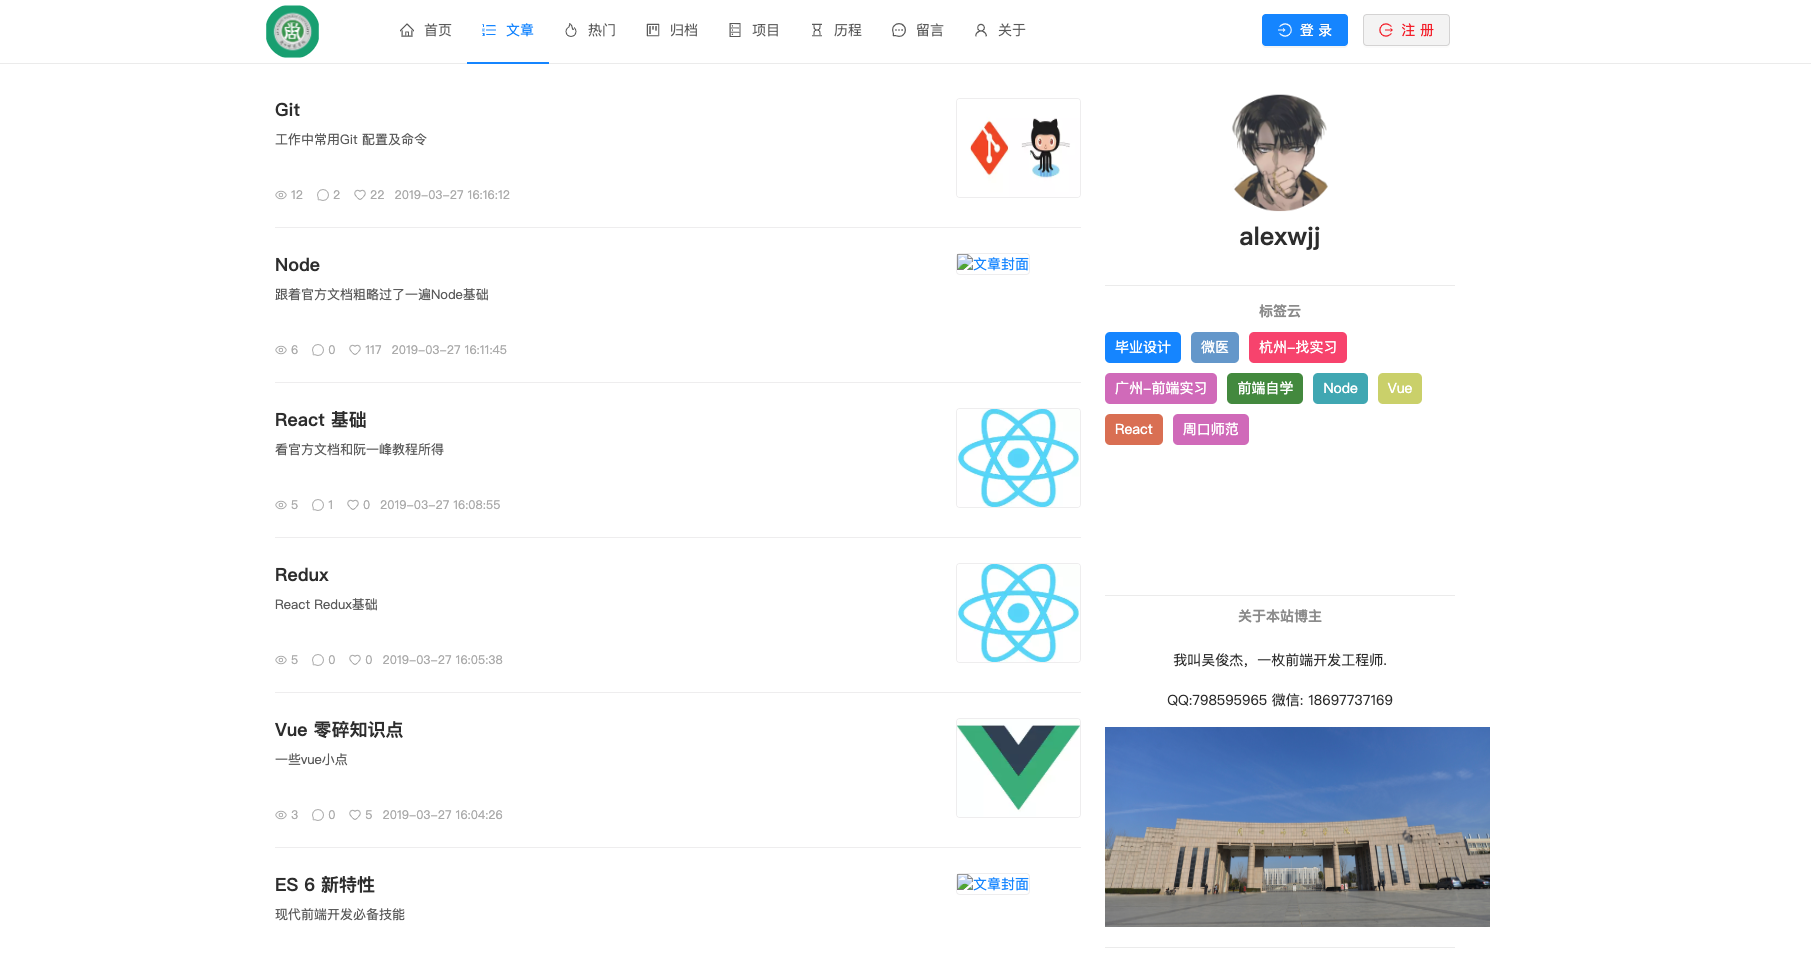 首页 文章 热门 归档 项目 历程 留言 关于 登 录 注 册
Git
工作中常用Git 配置及命令
12 2 22 2019-03-27 16:16:12
Node
文章封面
跟着官方文档粗略过了一遍Node基础
6 0 117 2019-03-27 16:11:45
React 基础
看官方文档和阮一峰教程所得
5 1 0 2019-03-27 16:08:55
Redux
React Redux基础
5 0 0 2019-03-27 16:05:38
Vue 零碎知识点
一些vue小点
3 0 5 2019-03-27 16:04:26
ES 6 新特性
文章封面
现代前端开发必备技能
alexwjj
标签云
毕业设计 微医 杭州-找实习
广州-前端实习 前端自学 Node Vue
React 周口师范
关于本站博主
我叫吴俊杰，一枚前端开发工程师.
QQ:798595965 微信: 18697737169